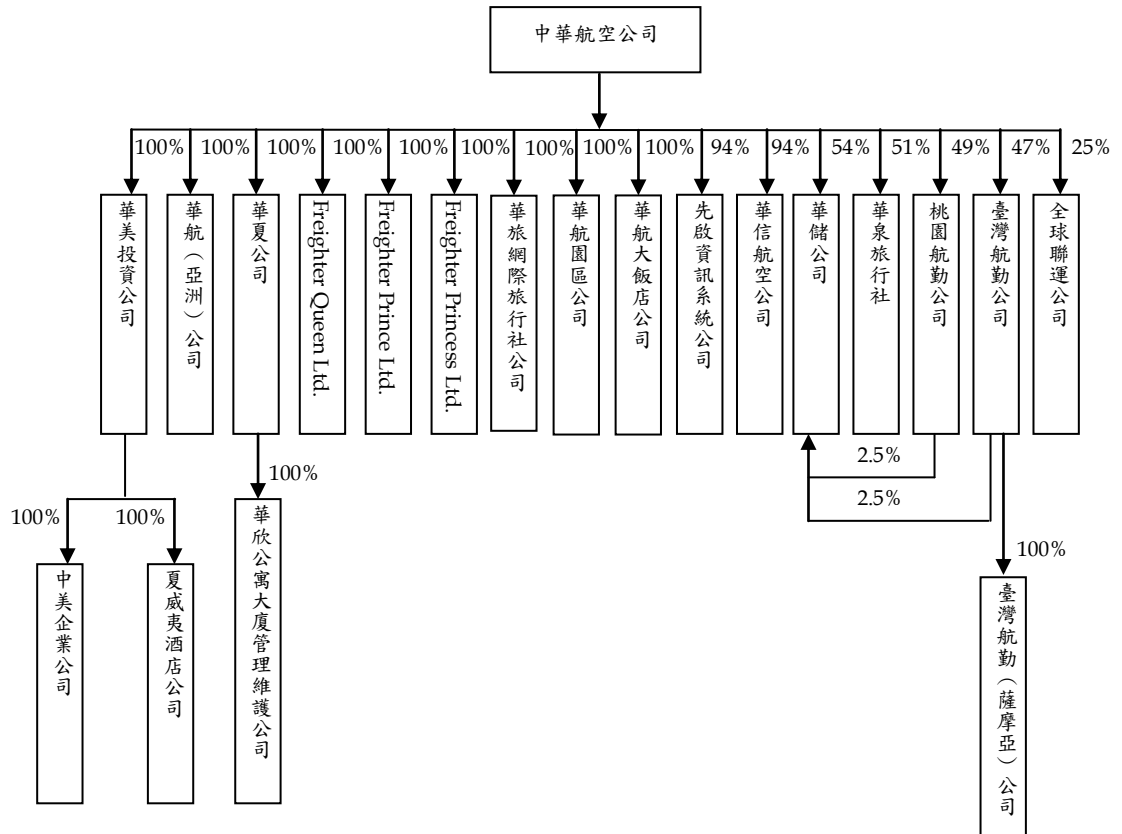 中華航空公司
100%
100%
100%
100%
100%
100%
100%
100%
100%
94%
94%
54%
51%
49%
47%
25%
華美投資公司
華航（亞洲）公司
華夏公司
Freighter Queen Ltd.
Freighter Prince Ltd.
Freighter Princess Ltd.
華旅網際旅行社公司
華航園區公司
華航大飯店公司
先啟資訊系統公司
華信航空公司
華儲公司
華泉旅行社
桃園航勤公司
臺灣航勤公司
全球聯運公司
2.5%
2.5%
100%
100%
100%
100%
中美企業公司
夏威夷酒店公司
華欣公寓大廈管理維護公司
臺灣航勤（薩摩亞）公司